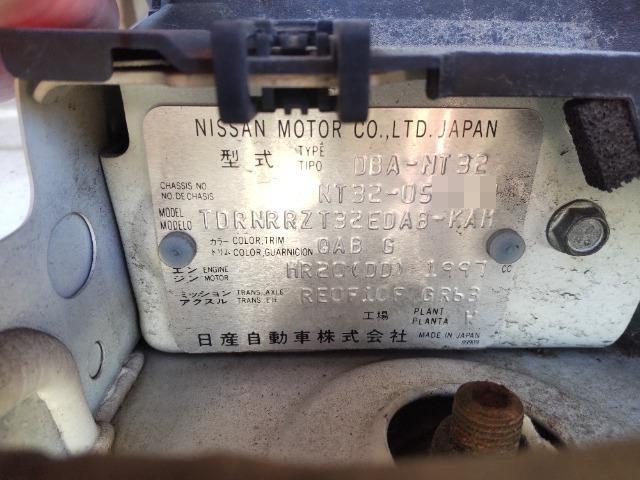 NISSAN MOTOR CO.,LTD.JAPAN
型式 TYPE TIPO DBA-NT32
CHASSIS NO NO.DE CHASIS NT32-05
MODEL MODELO TDRNRRZT32EDA8-KAM
カラー COLOR,TRIM トリム COLOR,GUARNICION QAB G
エンジン ENGINE MOTOR MR20(DD) 1997 CC
ミッション TRANS.AXLE アクスル TRANS.EJE RE0F10F GR63
工場 PLANT PLANTA
日産自動車株式会社 MADE IN JAPAN